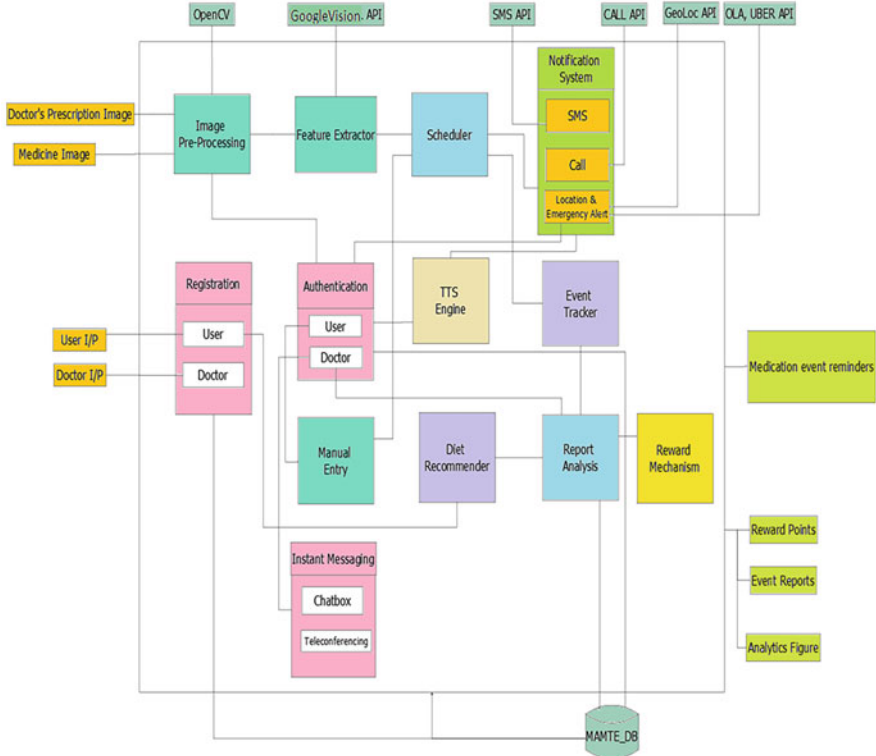 OpenCV
GoogleVision. API
SMS API
CALL API
GeoLoc API
OLA, UBER API
Notification
System
SMS
Call
Location &
Emergency Alert
Doctor's Prescription Image
Medicine Image
Image
Pre-Processing
Feature Extractor
Scheduler
Registration
User
Doctor
Authentication
User
Doctor
TTS
Engine
Event
Tracker
User I/P
Doctor I/P
Medication event reminders
Manual
Entry
Diet
Recommender
Report
Analysis
Reward
Mechanism
Instant Messaging
Chatbox
Teleconferencing
Reward Points
Event Reports
Analytics Figure
MAMTE_DB